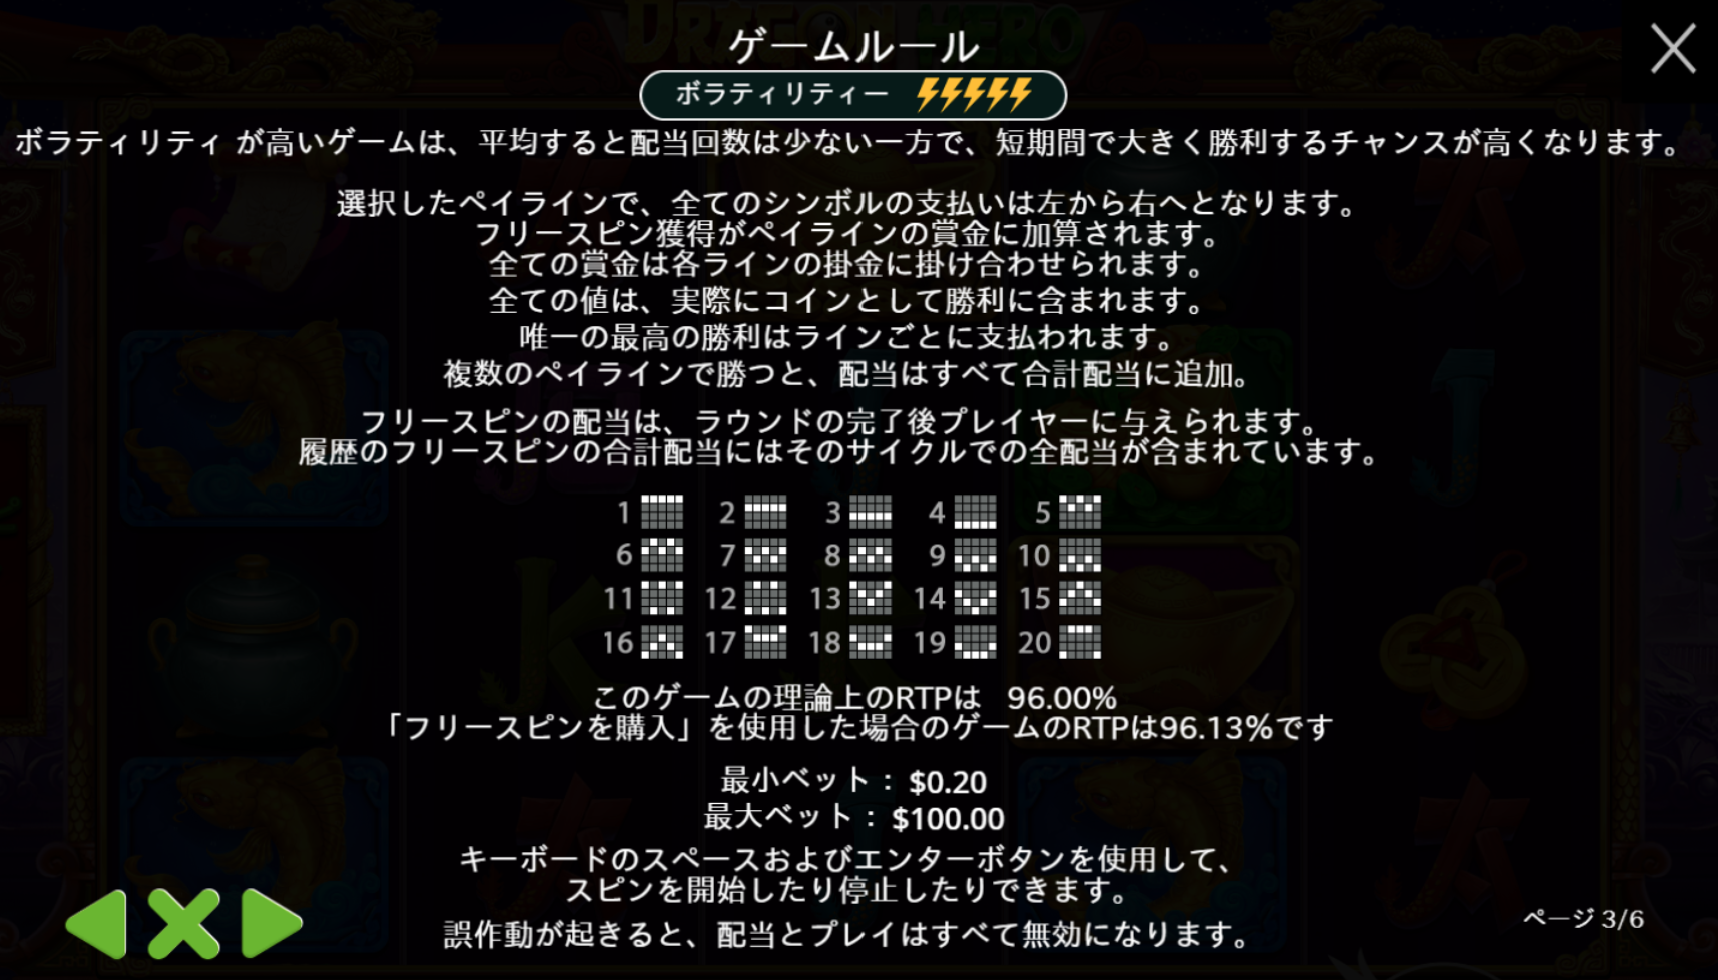 DRAGON HERO
ゲームルール
ボラティリティー
ボラティリティ が高いゲームは、平均すると配当回数は少ない一方で、短期間で大きく勝利するチャンスが高くなります。
選択したペイラインで、全てのシンボルの支払いは左から右へとなります。
フリースピン獲得がペイラインの賞金に加算されます。
全ての賞金は各ラインの掛金に掛け合わせられます。
全ての値は、実際にコインとして勝利に含まれます。
唯一の最高の勝利はラインごとに支払われます。
複数のペイラインで勝つと、配当はすべて合計配当に追加。
フリースピンの配当は、ラウンドの完了後プレイヤーに与えられます。
履歴のフリースピンの合計配当にはそのサイクルでの全配当が含まれています。
1 2 3 4 5
6 7 8 9 10
11 12 13 14 15
16 17 18 19 20
このゲームの理論上のRTPは 96.00%
「フリースピンを購入」を使用した場合のゲームのRTPは96.13%です
最小ベット： $0.20
最大ベット： $100.00
キーボードのスペースおよびエンターボタンを使用して、
スピンを開始したり停止したりできます。
誤作動が起きると、配当とプレイはすべて無効になります。
ページ 3/6